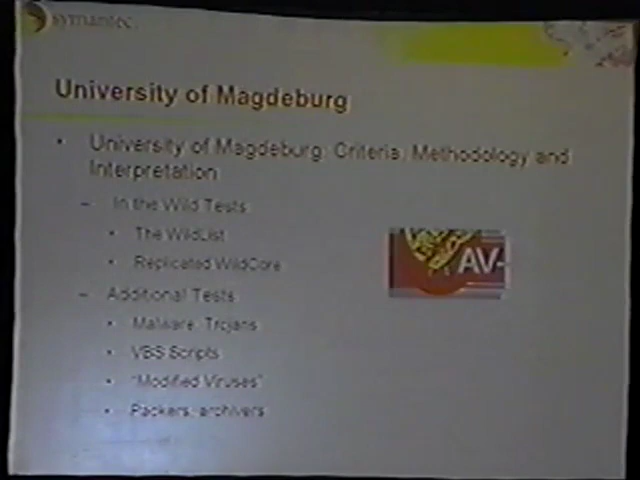 symantec.
University of Magdeburg
• University of Magdeburg: Criteria, Methodology and
Interpretation
– In the Wild Tests
• The WildList
• Replicated WildCore
AV-
– Additional Tests
• Malware, Trojans
• VBS Scripts
• "Modified Viruses"
• Packers, archivers